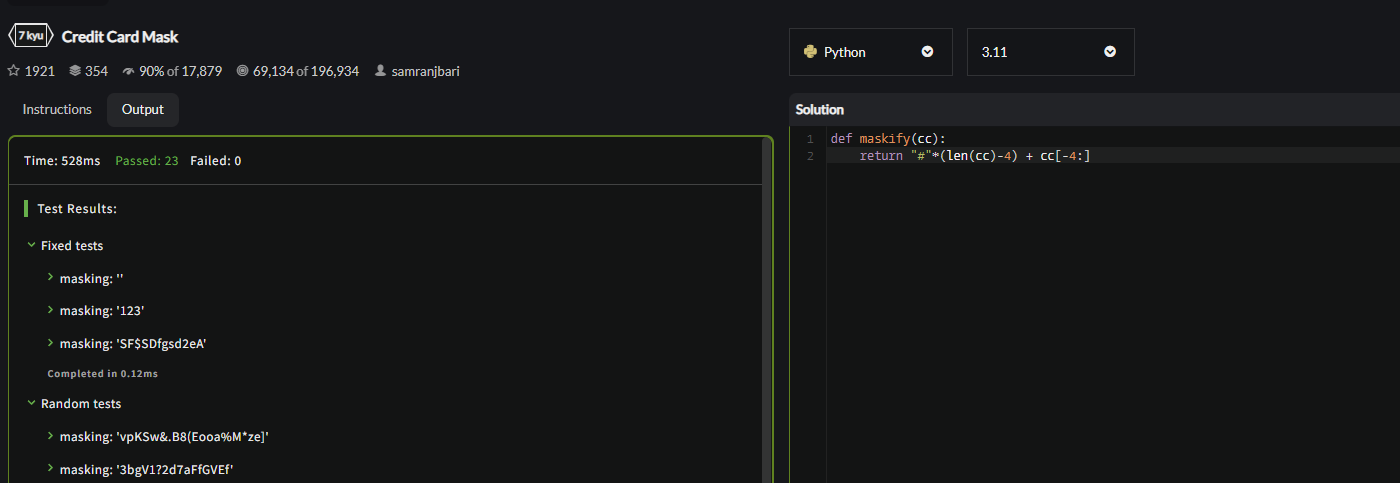 7 kyu Credit Card Mask
1921 354 90% of 17,879 69,134 of 196,934 samranjbari
Instructions Output
Time: 528ms Passed: 23 Failed: 0
Test Results:
Fixed tests
masking: ''
masking: '123'
masking: 'SF$SDfgsd2eA'
Completed in 0.12ms
Random tests
masking: 'vpKSw&.B8(Eooa%M*ze]'
masking: '3bgV1?2d7aFfGVEf'
Python 3.11
Solution
1 def maskify(cc):
2     return "#"*(len(cc)-4) + cc[-4:]